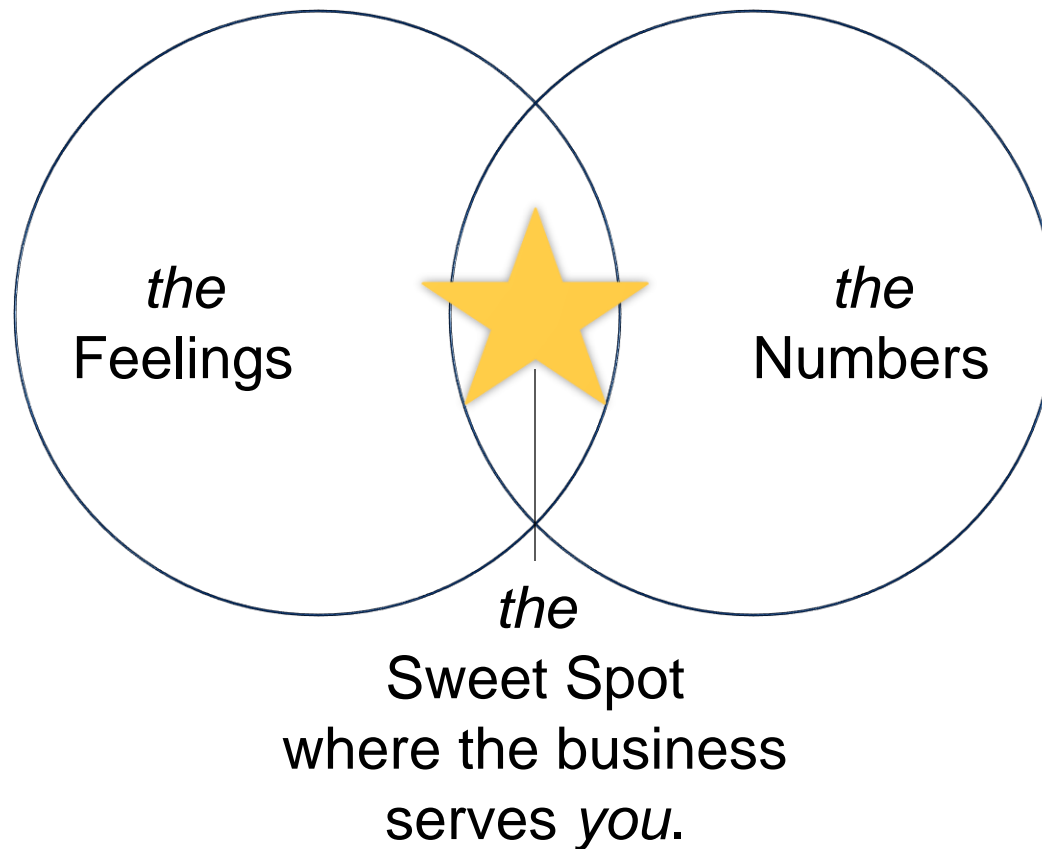 the
Feelings
the
Numbers
the
Sweet Spot
where the business
serves you.